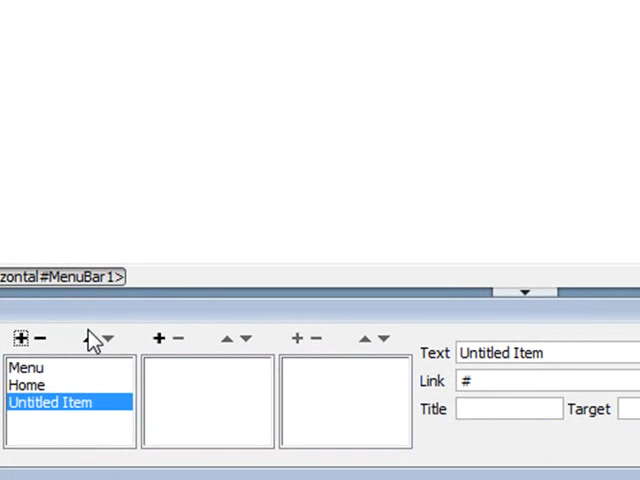 zontal#MenuBar1>
Menu
Home
Untitled Item
Text Untitled Item
Link #
Title
Target